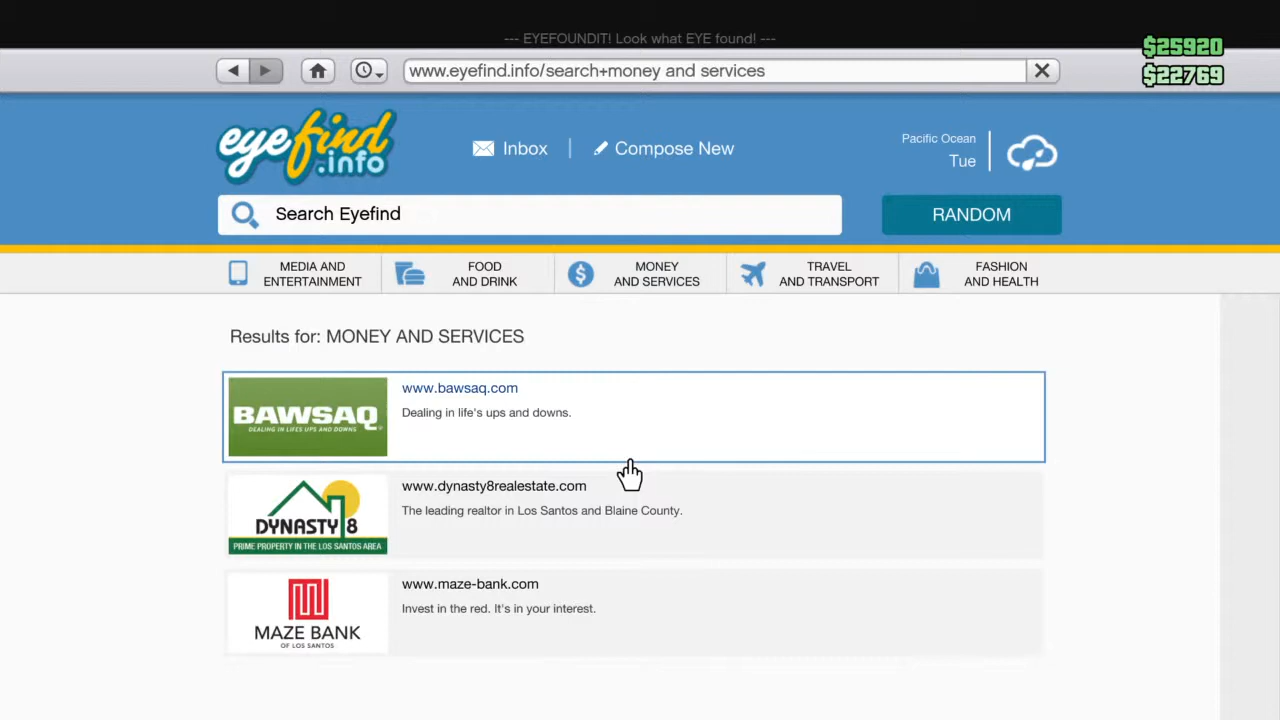 --- EYEFOUNDIT! Look what EYE found! ---
$25920
$22769
www.eyefind.info/search+money and services
eyefind
.info
Inbox
Compose New
Pacific Ocean
Tue
Search Eyefind
RANDOM
MEDIA AND
ENTERTAINMENT
FOOD
AND DRINK
MONEY
AND SERVICES
TRAVEL
AND TRANSPORT
FASHION
AND HEALTH
Results for: MONEY AND SERVICES
BAWSAQ
DEALING IN LIFES UPS AND DOWNS
www.bawsaq.com
Dealing in life's ups and downs.
DYNASTY 8
PRIME PROPERTY IN THE LOS SANTOS AREA
www.dynasty8realestate.com
The leading realtor in Los Santos and Blaine County.
MAZE BANK
OF LOS SANTOS
www.maze-bank.com
Invest in the red. It's in your interest.